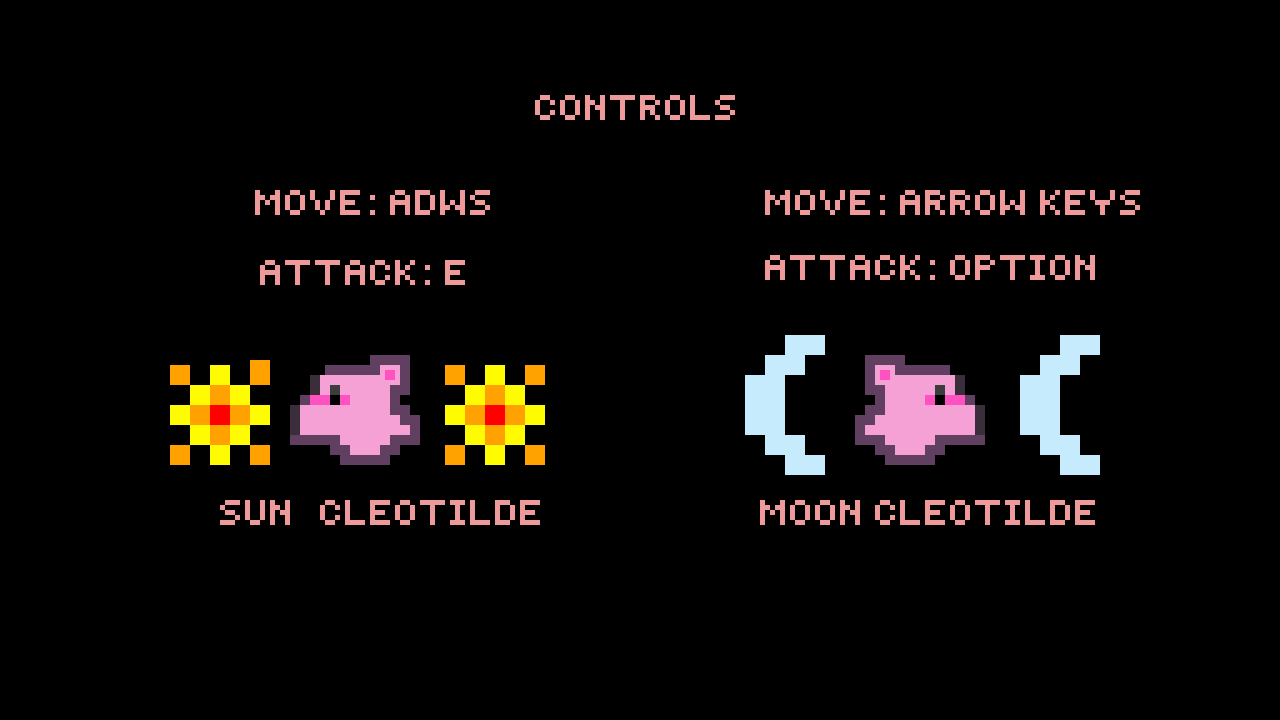 CONTROLS
MOVE: ADWS
ATTACK: E
SUN CLEOTILDE
MOVE: ARROW KEYS
ATTACK: OPTION
MOON CLEOTILDE